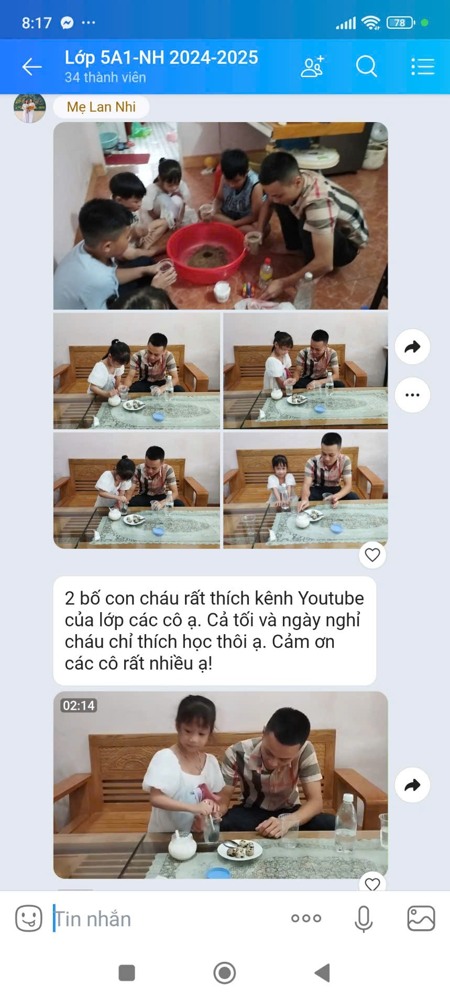 8:17
78
Lớp 5A1-NH 2024-2025
34 thành viên
Mẹ Lan Nhi
2 bố con cháu rất thích kênh Youtube
của lớp các cô ạ. Cả tối và ngày nghỉ
cháu chỉ thích học thôi ạ. Cảm ơn
các cô rất nhiều ạ!
02:14
Tin nhắn